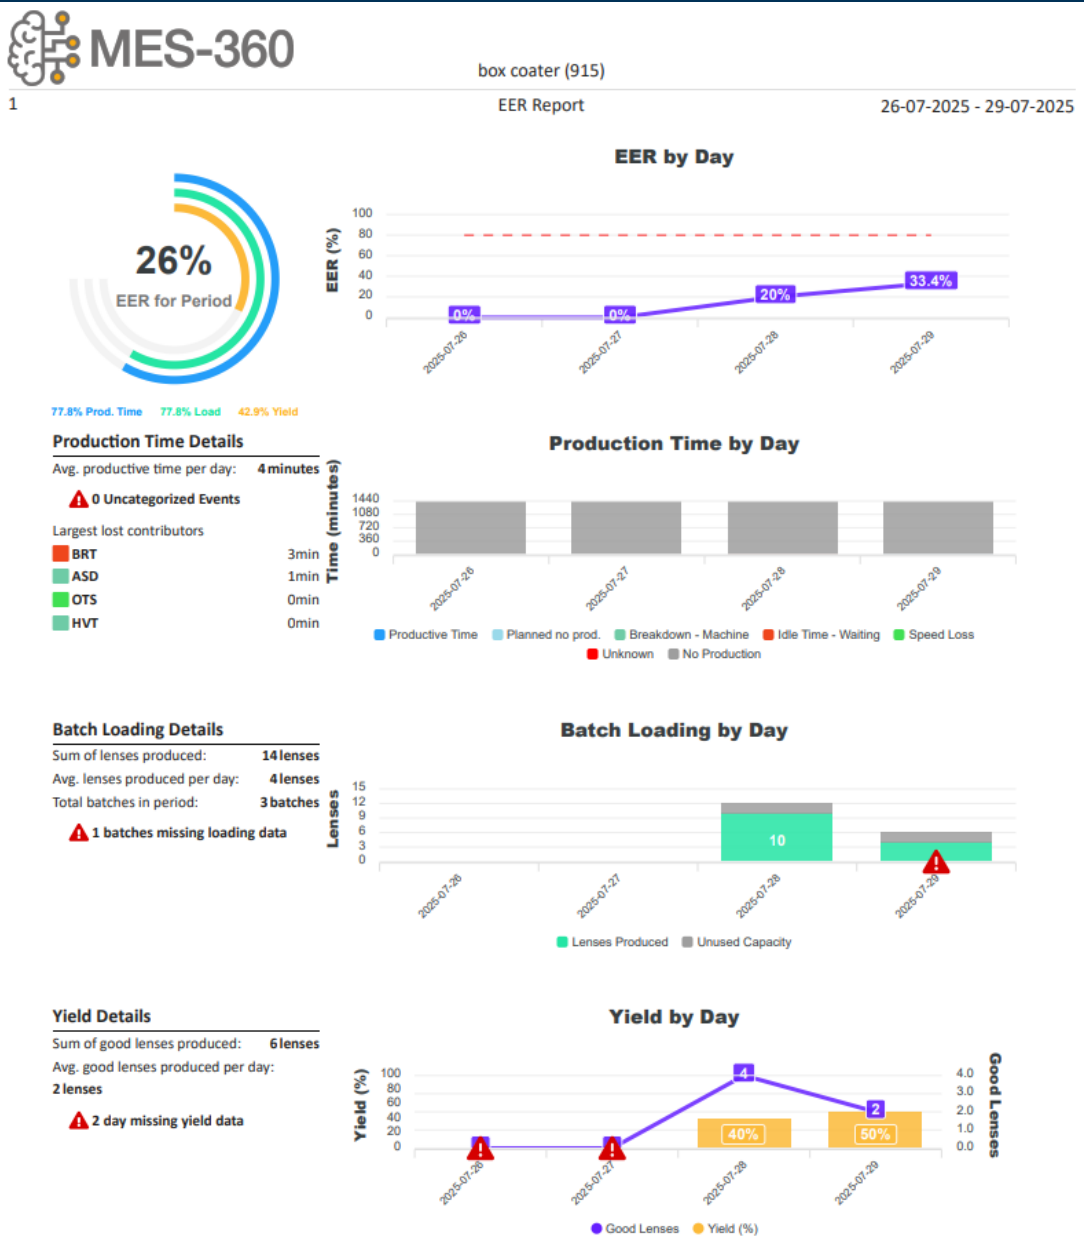 MES-360
box coater (915)
1
EER Report
26-07-2025 - 29-07-2025
26%
EER for Period
77.8% Prod. Time 77.8% Load 42.9% Yield
EER by Day
EER (%)
100
80
60
40
20
0
0%
0%
20%
33.4%
2025-07-26
2025-07-27
2025-07-28
2025-07-29
Production Time Details
Avg. productive time per day: 4 minutes
0 Uncategorized Events
Largest lost contributors
BRT 3min
ASD 1min
OTS 0min
HVT 0min
Production Time by Day
Time (minutes)
1440
1080
720
360
0
2025-07-26
2025-07-27
2025-07-28
2025-07-29
Productive Time Planned no prod. Breakdown - Machine Idle Time - Waiting Speed Loss
Unknown No Production
Batch Loading Details
Sum of lenses produced: 14 lenses
Avg. lenses produced per day: 4 lenses
Total batches in period: 3 batches
1 batches missing loading data
Batch Loading by Day
Lenses
15
12
9
6
3
0
10
2025-07-26
2025-07-27
2025-07-28
2025-07-29
Lenses Produced Unused Capacity
Yield Details
Sum of good lenses produced: 6 lenses
Avg. good lenses produced per day:
2 lenses
2 day missing yield data
Yield by Day
Yield (%)
100
80
60
40
20
0
4
2
40%
50%
4.0
3.0
2.0
1.0
0.0
Good Lenses
2025-07-26
2025-07-27
2025-07-28
2025-07-29
Good Lenses Yield (%)